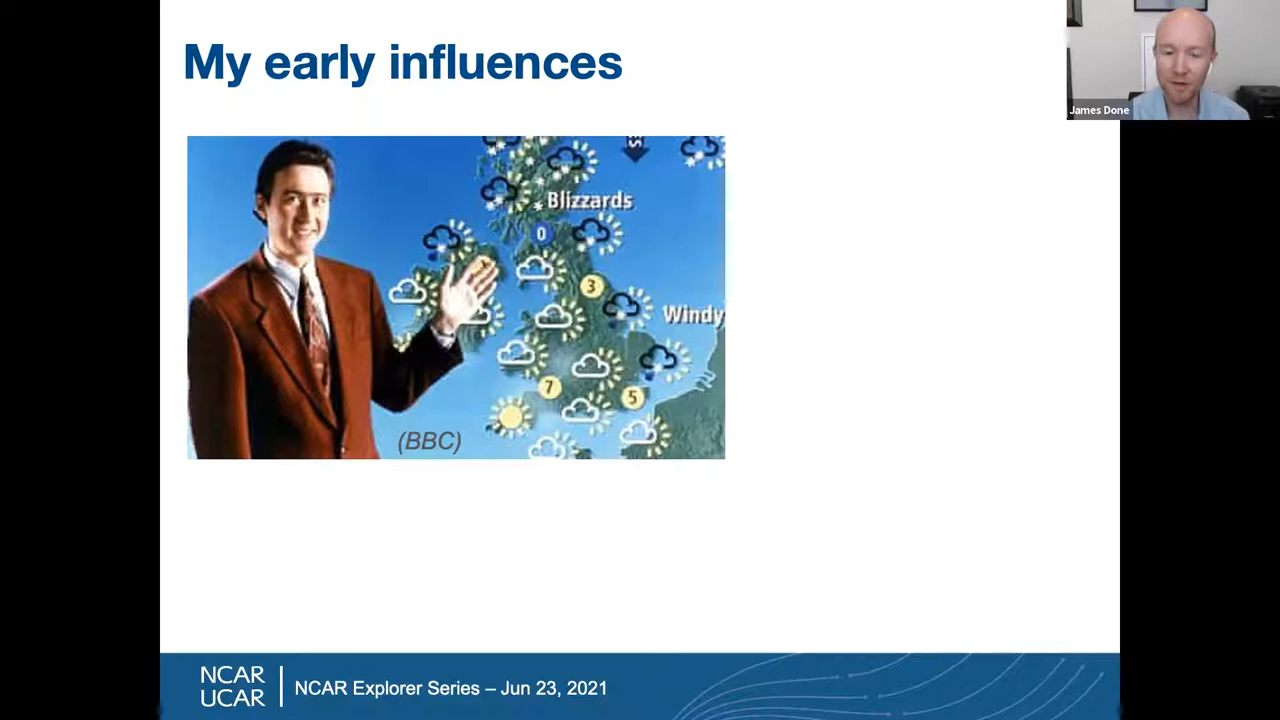 My early influences
James Done
Blizzards
0
3
Windy
7
5
(BBC)
NCAR
UCAR
NCAR Explorer Series – Jun 23, 2021